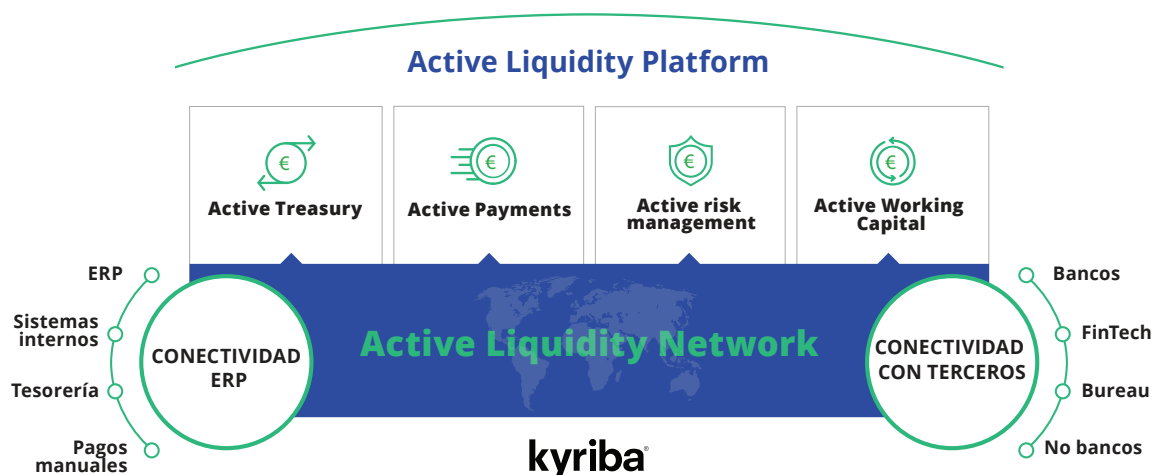 Active Liquidity Platform
€
€
€
€
Active Treasury
Active Payments
Active risk
management
Active Working
Capital
ERP
Sistemas
internos
Tesorería
Pagos
manuales
CONECTIVIDAD
ERP
Active Liquidity Network
CONECTIVIDAD
CON TERCEROS
Bancos
FinTech
Bureau
No bancos
kyriba®